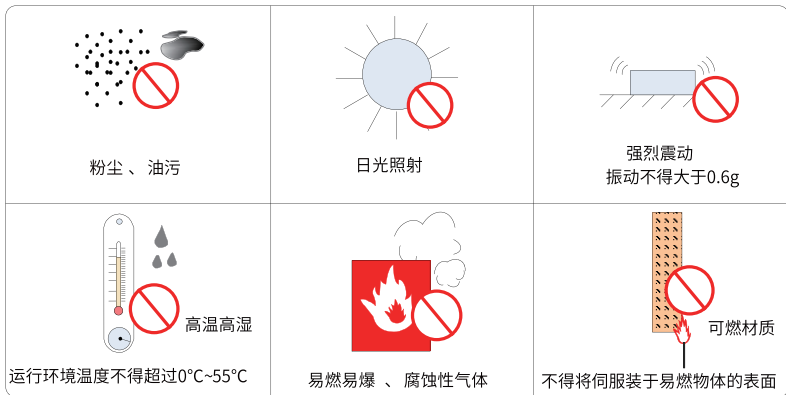 粉尘 、 油污
日光照射
强烈震动
振动不得大于0.6g
高温高湿
运行环境温度不得超过0℃~55℃
易燃易爆 、 腐蚀性气体
可燃材质
不得将伺服装于易燃物体的表面